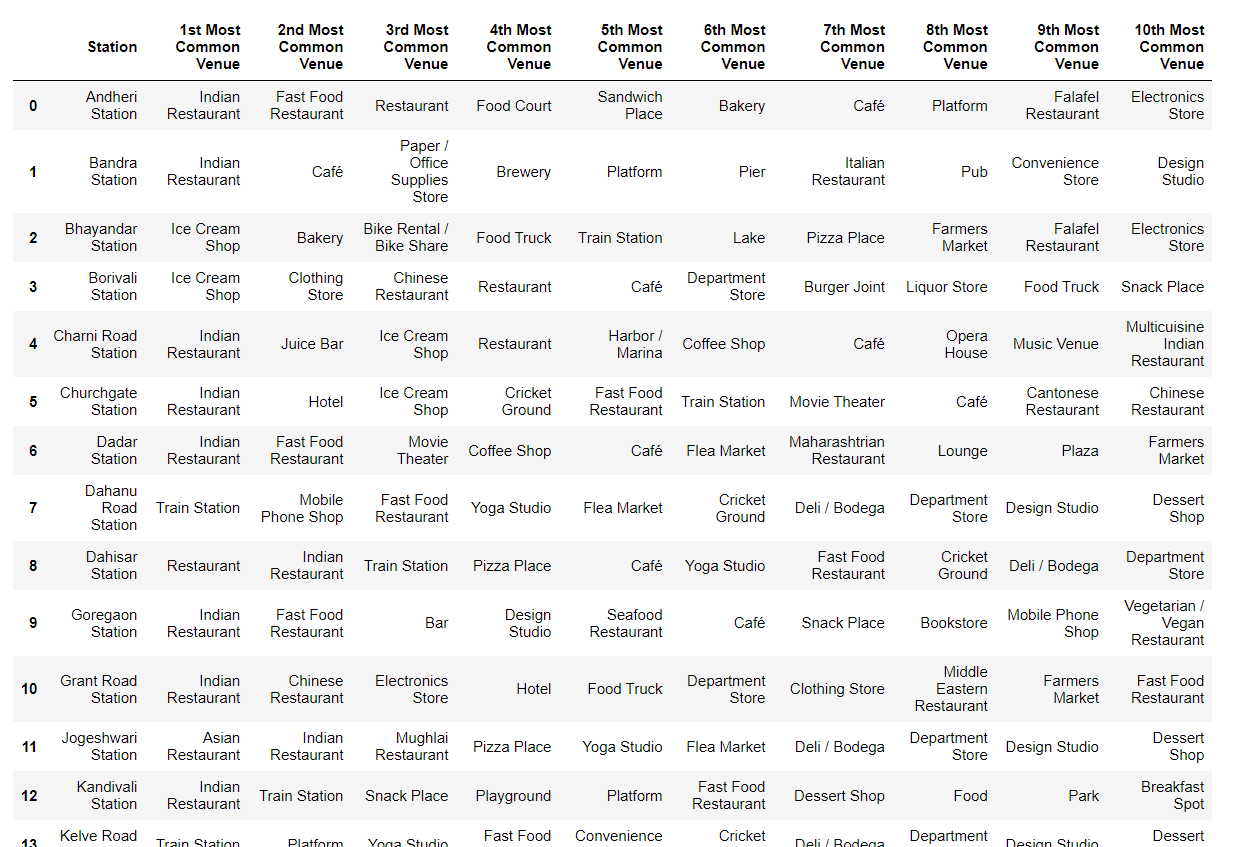 Station 1st Most Common Venue 2nd Most Common Venue 3rd Most Common Venue 4th Most Common Venue 5th Most Common Venue 6th Most Common Venue 7th Most Common Venue 8th Most Common Venue 9th Most Common Venue 10th Most Common Venue
0 Andheri Station Indian Restaurant Fast Food Restaurant Restaurant Food Court Sandwich Place Bakery Café Platform Falafel Restaurant Electronics Store
1 Bandra Station Indian Restaurant Café Paper / Office Supplies Store Brewery Platform Pier Italian Restaurant Pub Convenience Store Design Studio
2 Bhayandar Station Ice Cream Shop Bakery Bike Rental / Bike Share Food Truck Train Station Lake Pizza Place Farmers Market Falafel Restaurant Electronics Store
3 Borivali Station Ice Cream Shop Clothing Store Chinese Restaurant Restaurant Café Department Store Burger Joint Liquor Store Food Truck Snack Place
4 Charni Road Station Indian Restaurant Juice Bar Ice Cream Shop Restaurant Harbor / Marina Coffee Shop Café Opera House Music Venue Multicuisine Indian Restaurant
5 Churchgate Station Indian Restaurant Hotel Ice Cream Shop Cricket Ground Fast Food Restaurant Train Station Movie Theater Café Cantonese Restaurant Chinese Restaurant
6 Dadar Station Indian Restaurant Fast Food Restaurant Movie Theater Coffee Shop Café Flea Market Maharashtrian Restaurant Lounge Plaza Farmers Market
7 Dahanu Road Station Train Station Mobile Phone Shop Fast Food Restaurant Yoga Studio Flea Market Cricket Ground Deli / Bodega Department Store Design Studio Dessert Shop
8 Dahisar Station Restaurant Indian Restaurant Train Station Pizza Place Café Yoga Studio Fast Food Restaurant Cricket Ground Deli / Bodega Department Store
9 Goregaon Station Indian Restaurant Fast Food Restaurant Bar Design Studio Seafood Restaurant Café Snack Place Bookstore Mobile Phone Shop Vegetarian / Vegan Restaurant
10 Grant Road Station Indian Restaurant Chinese Restaurant Electronics Store Hotel Food Truck Department Store Clothing Store Middle Eastern Restaurant Farmers Market Fast Food Restaurant
11 Jogeshwari Station Asian Restaurant Indian Restaurant Mughlai Restaurant Pizza Place Yoga Studio Flea Market Deli / Bodega Department Store Design Studio Dessert Shop
12 Kandivali Station Indian Restaurant Train Station Snack Place Playground Platform Fast Food Restaurant Dessert Shop Food Park Breakfast Spot
13 Kelve Road Train Station Platform Yoga Studio Fast Food Convenience Cricket Deli / Bodega Department Design Studio Dessert